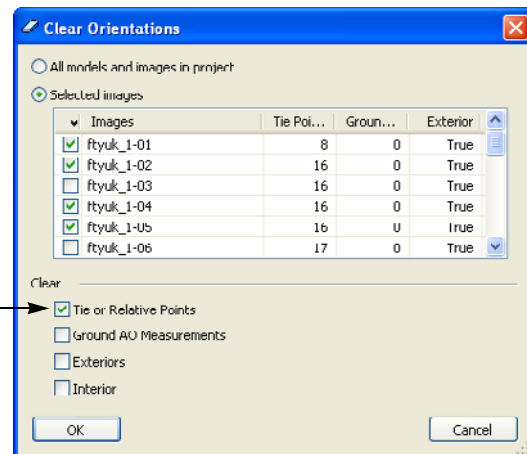 Clear Orientations
All models and images in project
Selected images
Images Tie Poi... Groun... Exterior
ftyuk_1-01 8 0 True
ftyuk_1-02 16 0 True
ftyuk_1-03 16 0 True
ftyuk_1-04 16 0 True
ftyuk_1-05 16 0 True
ftyuk_1-06 17 0 True
Clear
Tie or Relative Points
Ground AO Measurements
Exteriors
Interior
OK Cancel